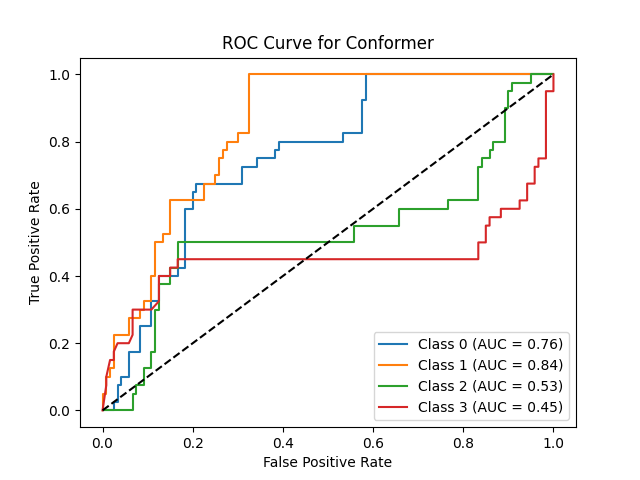 ROC Curve for Conformer
True Positive Rate
1.0
0.8
0.6
0.4
0.2
0.0
Class 0 (AUC = 0.76)
Class 1 (AUC = 0.84)
Class 2 (AUC = 0.53)
Class 3 (AUC = 0.45)
0.0 0.2 0.4 0.6 0.8 1.0
False Positive Rate